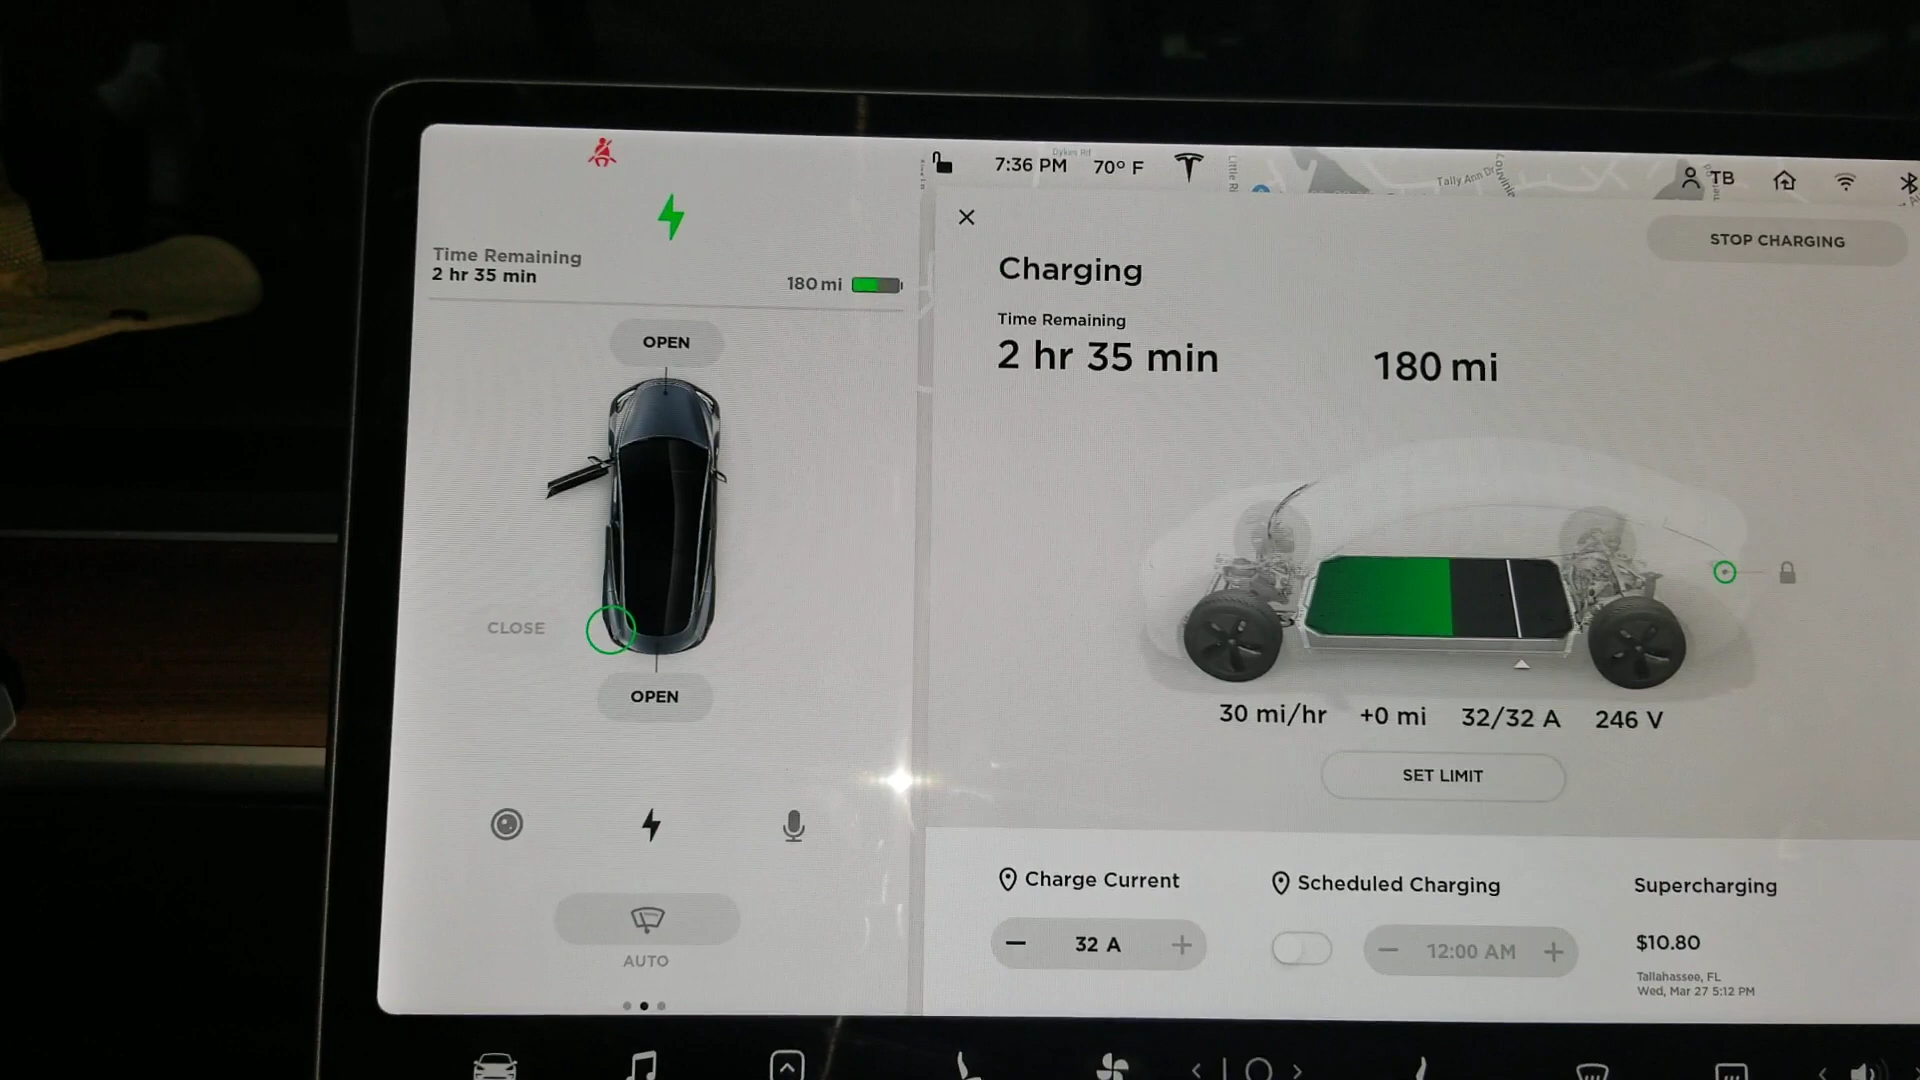 7:36 PM
70° F
Dykes Rd
Tally Ann Dr
TB
Time Remaining
2 hr 35 min
180 mi
OPEN
CLOSE
OPEN
AUTO
STOP CHARGING
Charging
Time Remaining
2 hr 35 min
180 mi
30 mi/hr
+0 mi
32/32 A
246 V
SET LIMIT
Charge Current
32 A
Scheduled Charging
12:00 AM
Supercharging
$10.80
Tallahassee, FL
Wed, Mar 27 5:12 PM